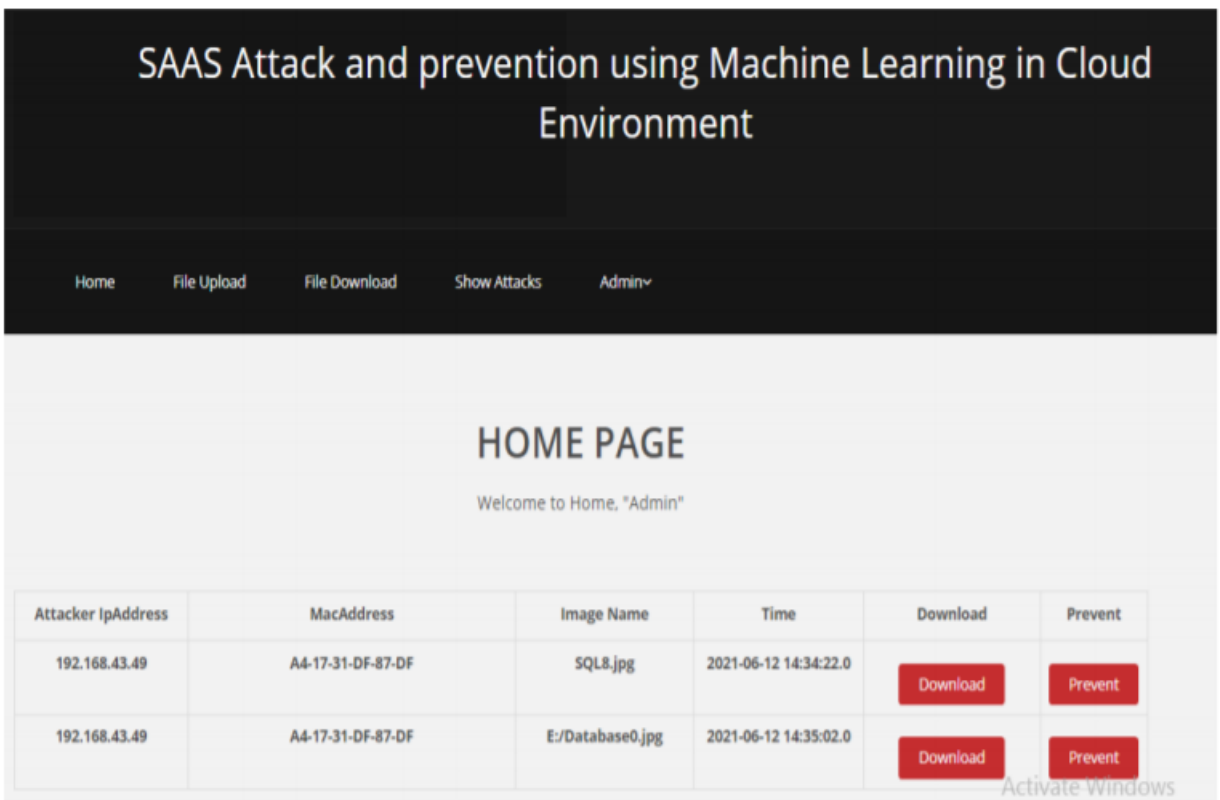 SAAS Attack and prevention using Machine Learning in Cloud
Environment
Home File Upload File Download Show Attacks Admin
HOME PAGE
Welcome to Home, "Admin"
Attacker IpAddress MacAddress Image Name Time Download Prevent
192.168.43.49 A4-17-31-DF-87-DF SQL8.jpg 2021-06-12 14:34:22.0 Download Prevent
192.168.43.49 A4-17-31-DF-87-DF E:/Database0.jpg 2021-06-12 14:35:02.0 Download Prevent
Activate Windows